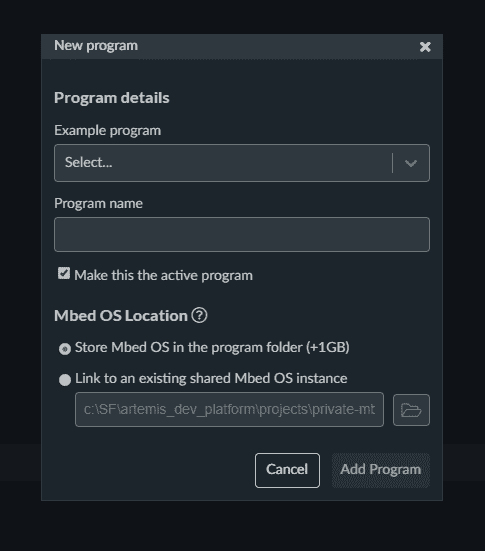 New program
Program details
Example program
Select...
Program name
Make this the active program
Mbed OS Location
Store Mbed OS in the program folder (+1GB)
Link to an existing shared Mbed OS instance
c:\SF\artemis_dev_platform\projects\private-mt
Cancel
Add Program